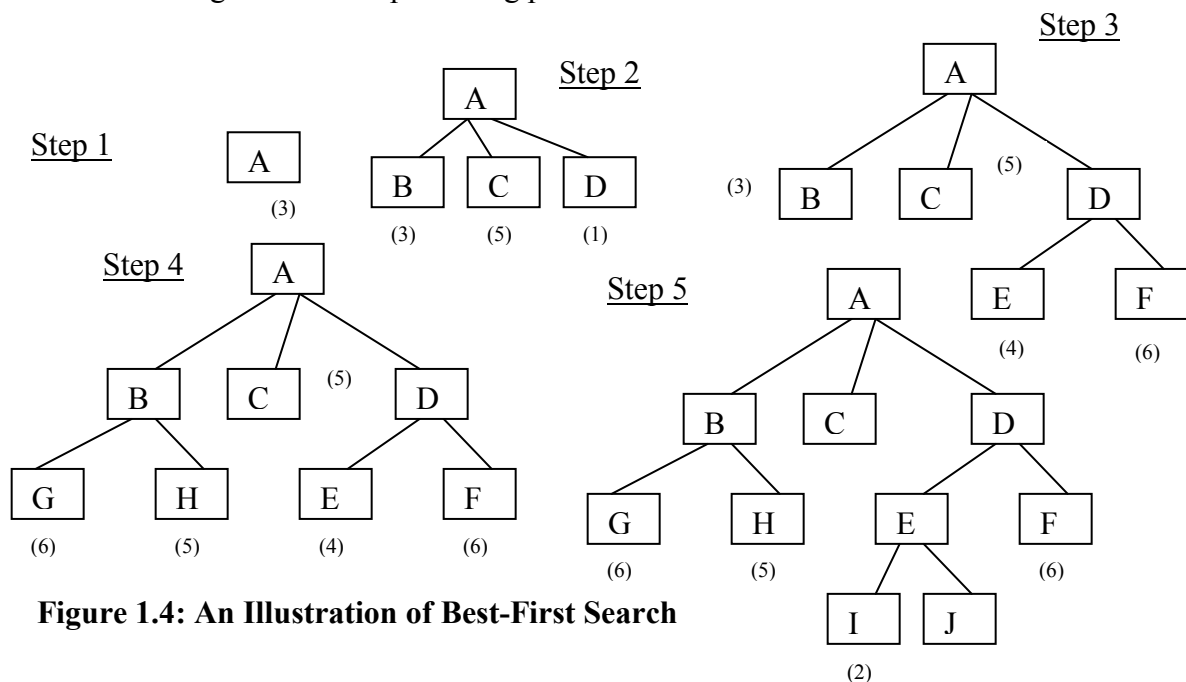 Step 1
A
(3)
Step 2
A
B C D
(3) (5) (1)
Step 3
A
(3) B C (5) D
E F
(4) (6)
Step 4
A
B C (5) D
G H E F
(6) (5) (4) (6)
Step 5
A
B C D
G H E F
(6) (5) (6)
I J
(2)
Figure 1.4: An Illustration of Best-First Search